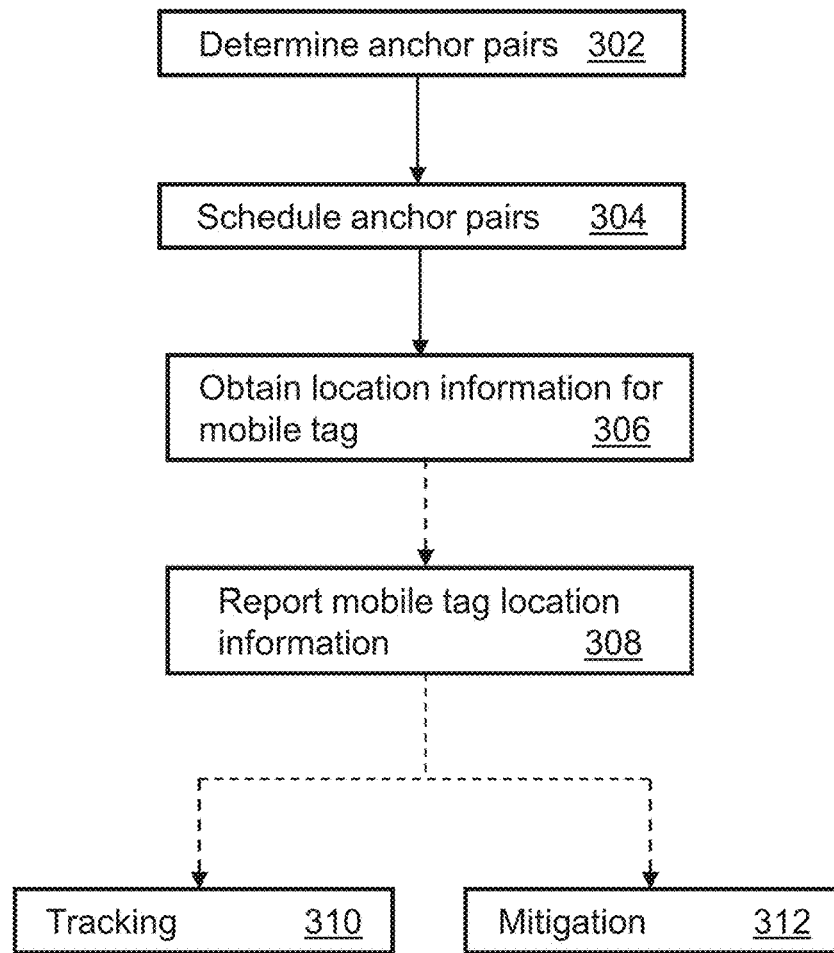 Determine anchor pairs 302
Schedule anchor pairs 304
Obtain location information for
mobile tag 306
Report mobile tag location
information 308
Tracking 310
Mitigation 312